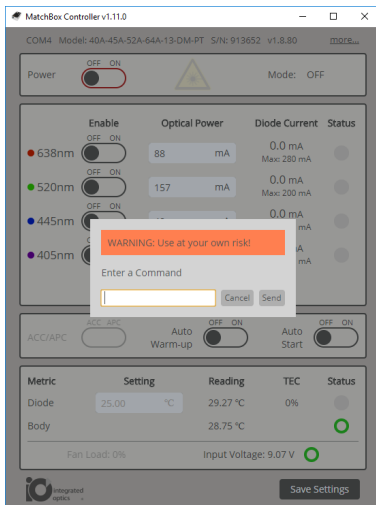 MatchBox Controller v1.11.0
COM4 Model: 40A-45A-52A-64A-13-DM-PT S/N: 913652 v1.8.80 more...
Power OFF ON Mode: OFF
Enable Optical Power Diode Current Status
OFF ON
638nm 88 mA 0.0 mA
Max: 280 mA
OFF ON
520nm 157 mA 0.0 mA
Max: 200 mA
OFF ON
445nm 0.0 mA
mA
405nm mA
mA
WARNING: Use at your own risk!
Enter a Command
Cancel Send
ACC/APC ACC APC Auto Warm-up OFF ON Auto Start OFF ON
Metric Setting Reading TEC Status
Diode 25.00 °C 29.27 °C 0%
Body 28.75 °C
Fan Load: 0% Input Voltage: 9.07 V
integrated
optics
Save Settings